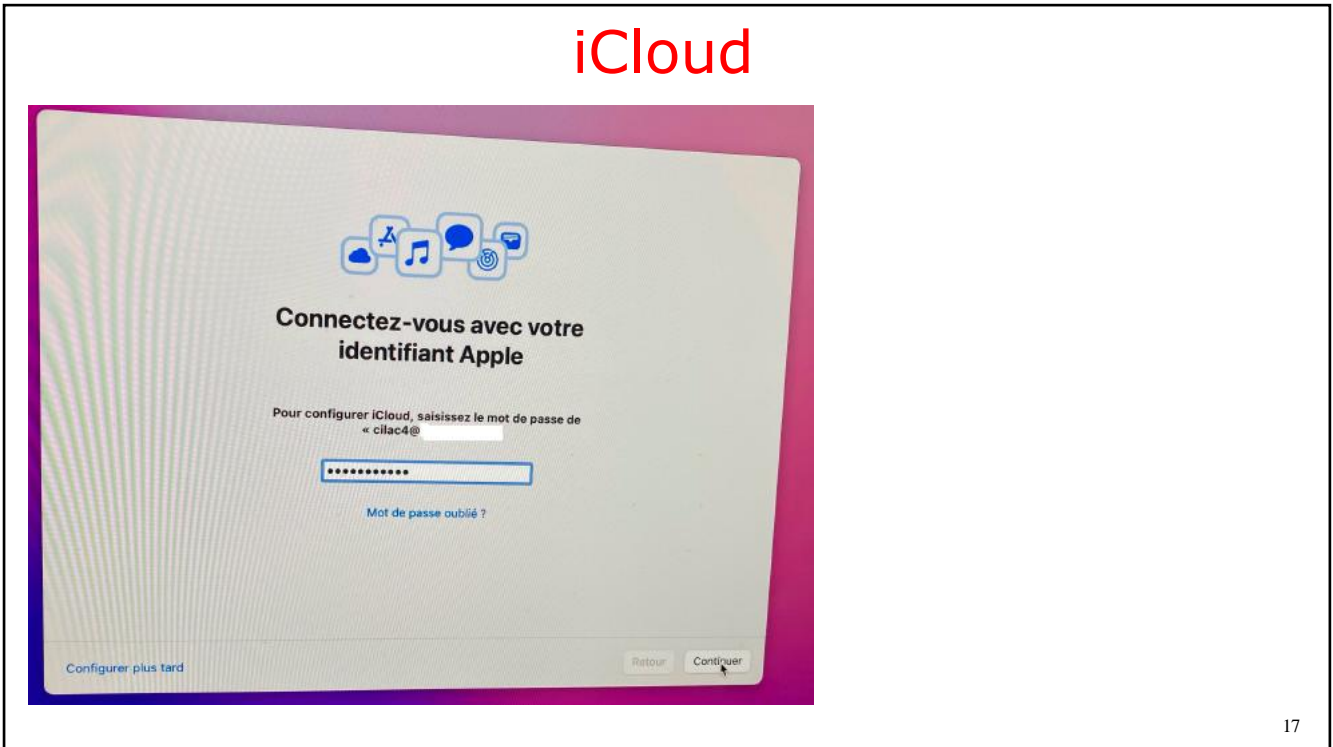 iCloud
Connectez-vous avec votre
identifiant Apple
Pour configurer iCloud, saisissez le mot de passe de
« cilac4@
•••••••••••
Mot de passe oublié ?
Configurer plus tard
Retour
Continuer
17